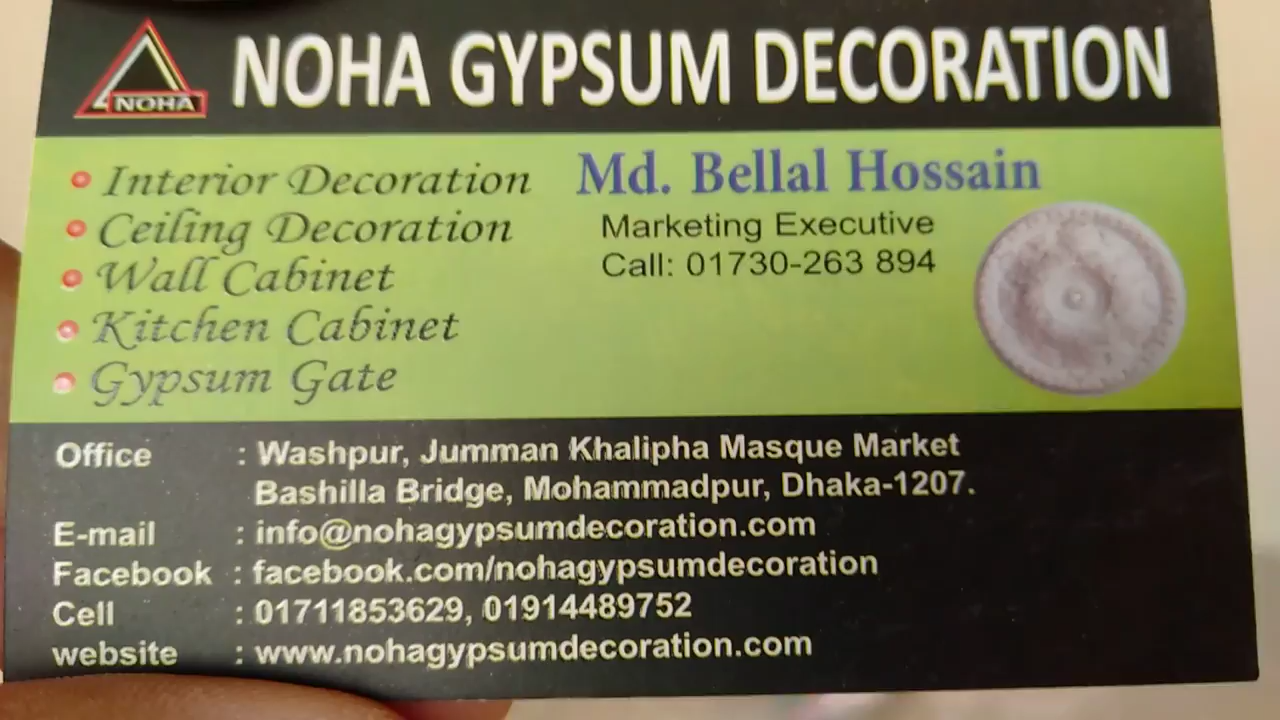 NOHA
NOHA GYPSUM DECORATION
Interior Decoration
Ceiling Decoration
Wall Cabinet
Kitchen Cabinet
Gypsum Gate
Md. Bellal Hossain
Marketing Executive
Call: 01730-263 894
Office : Washpur, Jumman Khalipha Masque Market
Bashilla Bridge, Mohammadpur, Dhaka-1207.
E-mail : info@nohagypsumdecoration.com
Facebook : facebook.com/nohagypsumdecoration
Cell : 01711853629, 01914489752
website : www.nohagypsumdecoration.com